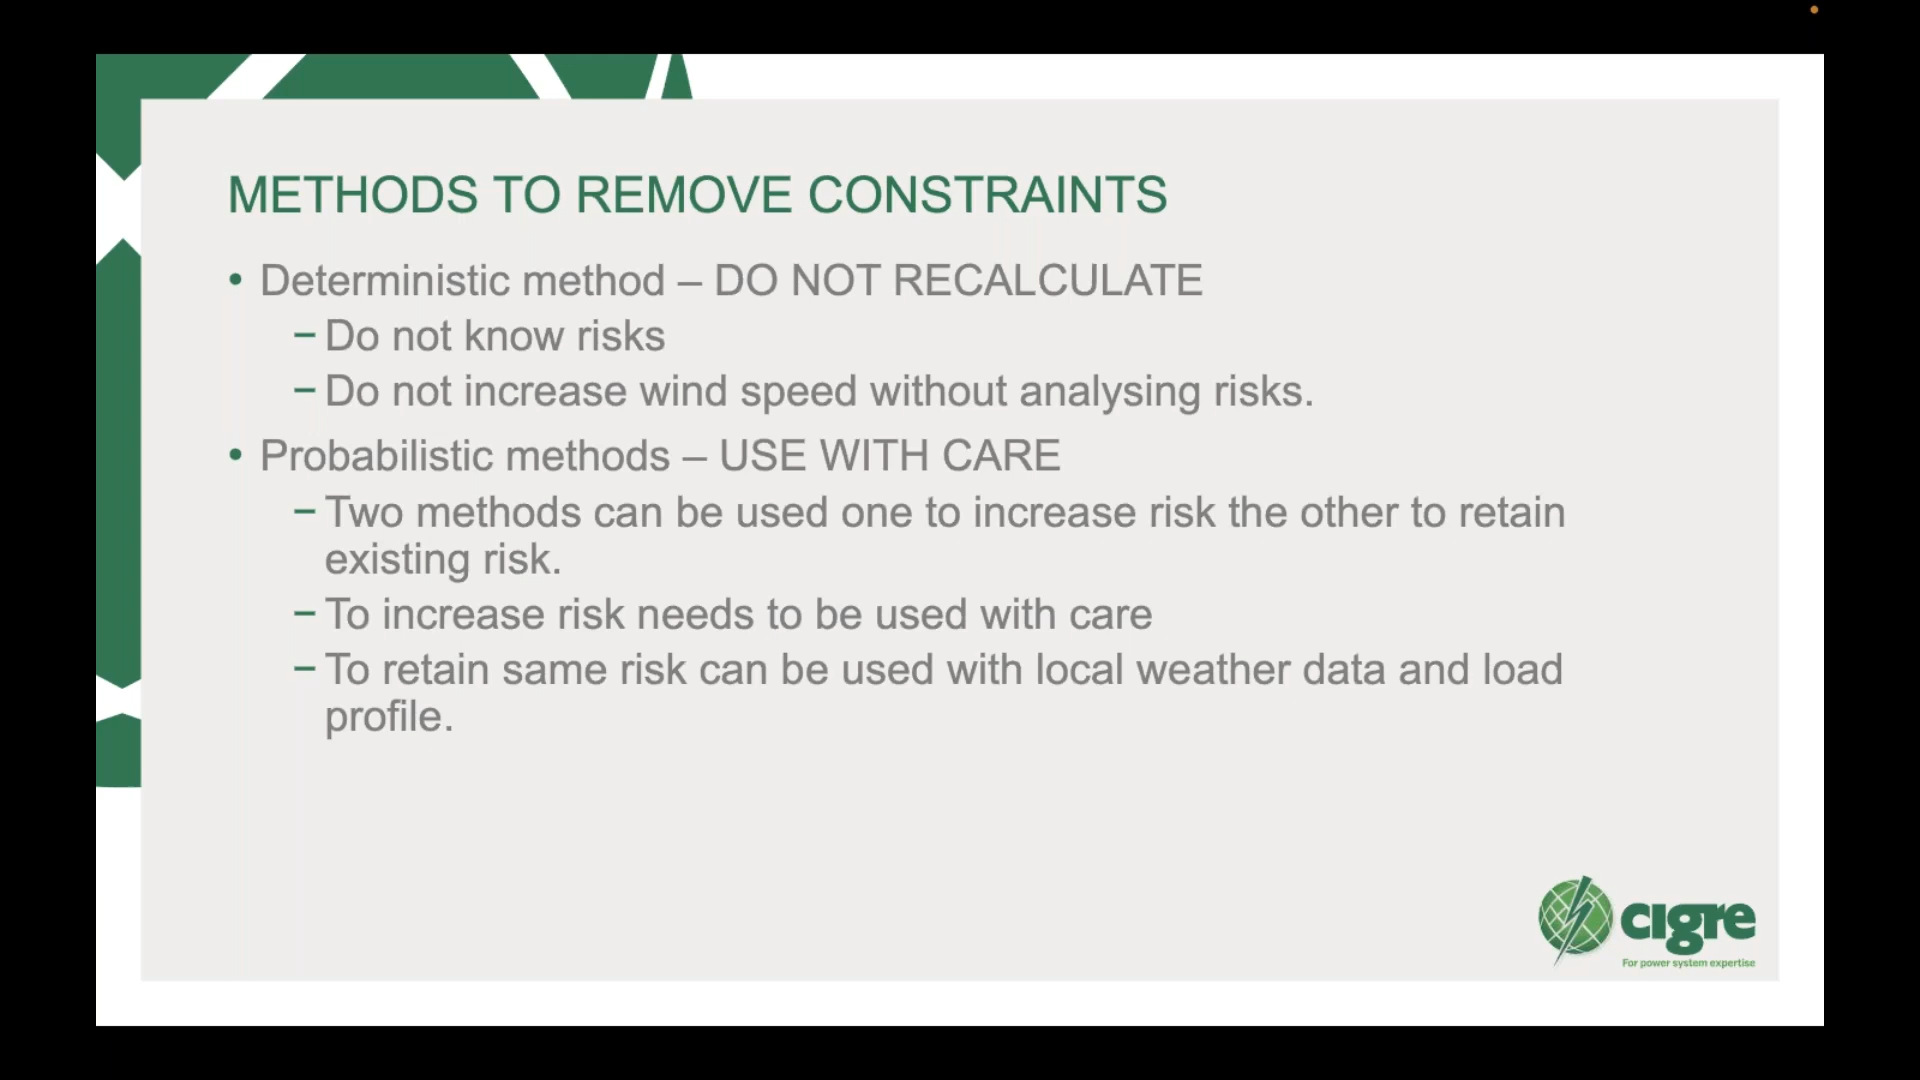 METHODS TO REMOVE CONSTRAINTS
• Deterministic method – DO NOT RECALCULATE
– Do not know risks
– Do not increase wind speed without analysing risks.
• Probabilistic methods – USE WITH CARE
– Two methods can be used one to increase risk the other to retain
existing risk.
– To increase risk needs to be used with care
– To retain same risk can be used with local weather data and load
profile.
cigre
For power system expertise